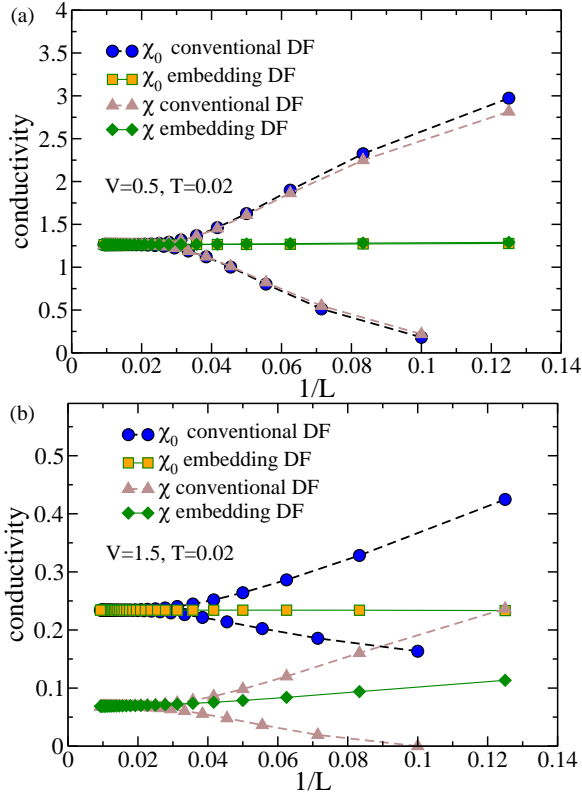 (a)
4
3.5
3
2.5
2
1.5
1
0.5
0
conductivity
χ₀ conventional DF
χ₀ embedding DF
χ conventional DF
χ embedding DF
V=0.5, T=0.02
0 0.02 0.04 0.06 0.08 0.1 0.12 0.14
1/L
(b)
0.5
0.4
0.3
0.2
0.1
0
conductivity
χ₀ conventional DF
χ₀ embedding DF
χ conventional DF
χ embedding DF
V=1.5, T=0.02
0 0.02 0.04 0.06 0.08 0.1 0.12 0.14
1/L